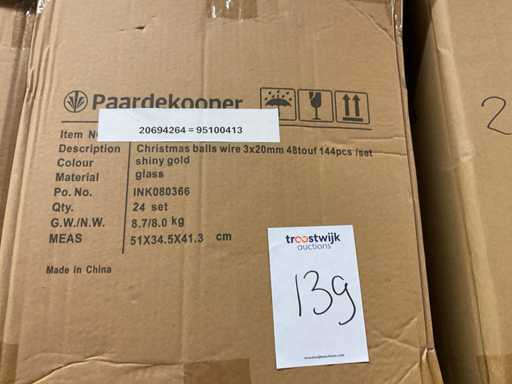 Paardekooper
20694264 = 95100413
Item No
Description Christmas balls wire 3x20mm 48touf 144pcs /set
Colour shiny gold
Material glass
Po. No. INK080366
Qty. 24 set
G.W./N.W. 8.7/8.0 kg
MEAS 51X34.5X41.3 cm
Made in China
troostwijk
auctions
139
2